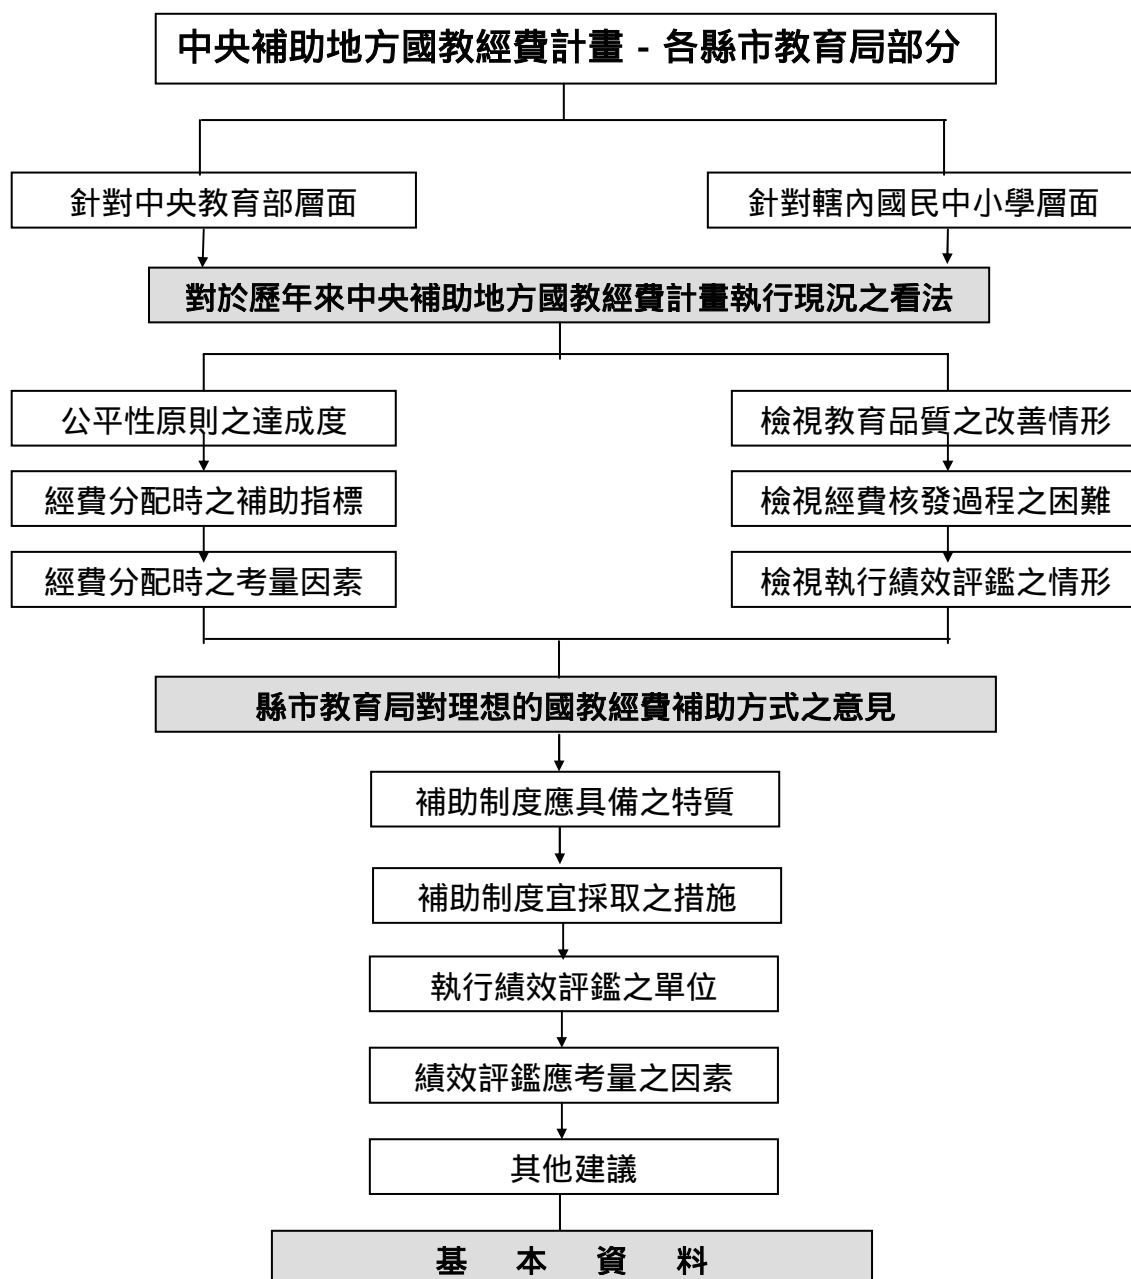 中央補助地方國教經費計畫 - 各縣市教育局部分
針對中央教育部層面
針對轄內國民中小學層面
對於歷年來中央補助地方國教經費計畫執行現況之看法
公平性原則之達成度
檢視教育品質之改善情形
經費分配時之補助指標
檢視經費核發過程之困難
經費分配時之考量因素
檢視執行績效評鑑之情形
縣市教育局對理想的國教經費補助方式之意見
補助制度應具備之特質
補助制度宜採取之措施
執行績效評鑑之單位
績效評鑑應考量之因素
其他建議
基 本 資 料